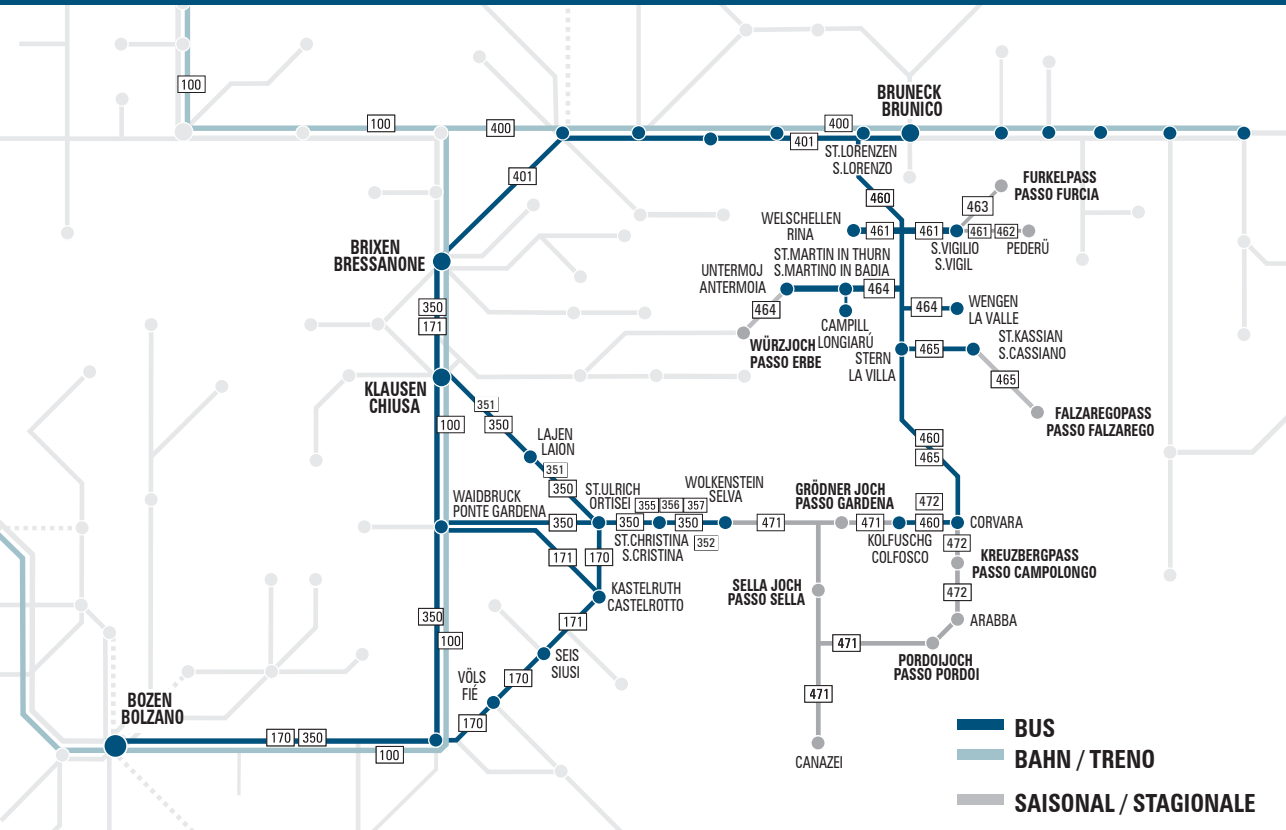 100
100
400
400
BRUNECK
BRUNICO
401
401
ST.LORENZEN
S.LORENZO
460
FURKELPASS
PASSO FURCIA
463
WELSCHELLEN
RINA
461
461
461
462
S.VIGILIO
S.VIGIL
PEDERÜ
BRIXEN
BRESSANONE
ST.MARTIN IN THURN
S.MARTINO IN BADIA
UNTERMOJ
ANTERMOIA
464
464
464
WENGEN
LA VALLE
CAMPILL
LONGIARÚ
WÜRZJOCH
PASSO ERBE
350
171
STERN
LA VILLA
465
ST.KASSIAN
S.CASSIANO
465
FALZAREGOPASS
PASSO FALZAREGO
KLAUSEN
CHIUSA
351
350
100
LAJEN
LAION
351
350
460
465
WAIDBRUCK
PONTE GARDENA
350
ST.ULRICH
ORTISEI
355
356
357
350
350
WOLKENSTEIN
SELVA
352
ST.CHRISTINA
S.CRISTINA
471
GRÖDNER JOCH
PASSO GARDENA
471
472
460
CORVARA
KOLFUSCHG
COLFOSCO
472
KREUZBERGPASS
PASSO CAMPOLONGO
171
170
KASTELRUTH
CASTELROTTO
SELLA JOCH
PASSO SELLA
472
ARABBA
350
100
171
471
PORDOIJOCH
PASSO PORDOI
SEIS
SIUSI
VÖLS
FIÉ
170
170
471
CANAZEI
BOZEN
BOLZANO
170
350
100
BUS
BAHN / TRENO
SAISONAL / STAGIONALE